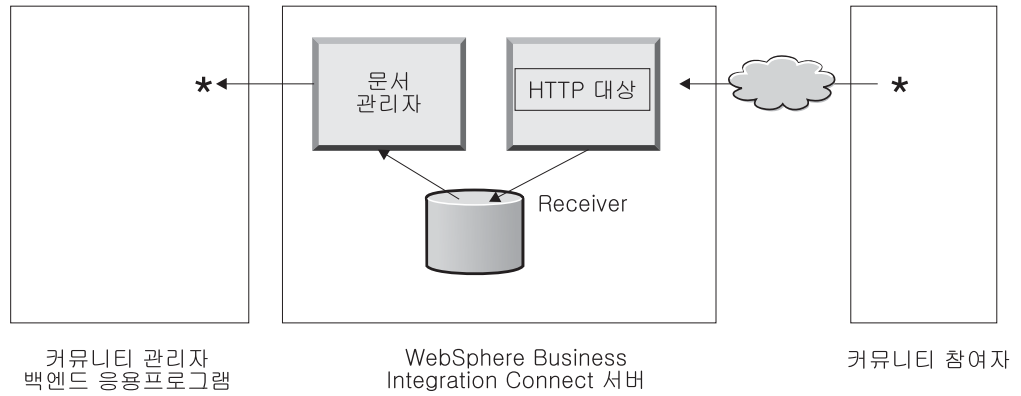 문서
관리자
HTTP 대상
Receiver
커뮤니티 관리자
백엔드 응용프로그램
WebSphere Business
Integration Connect 서버
커뮤니티 참여자